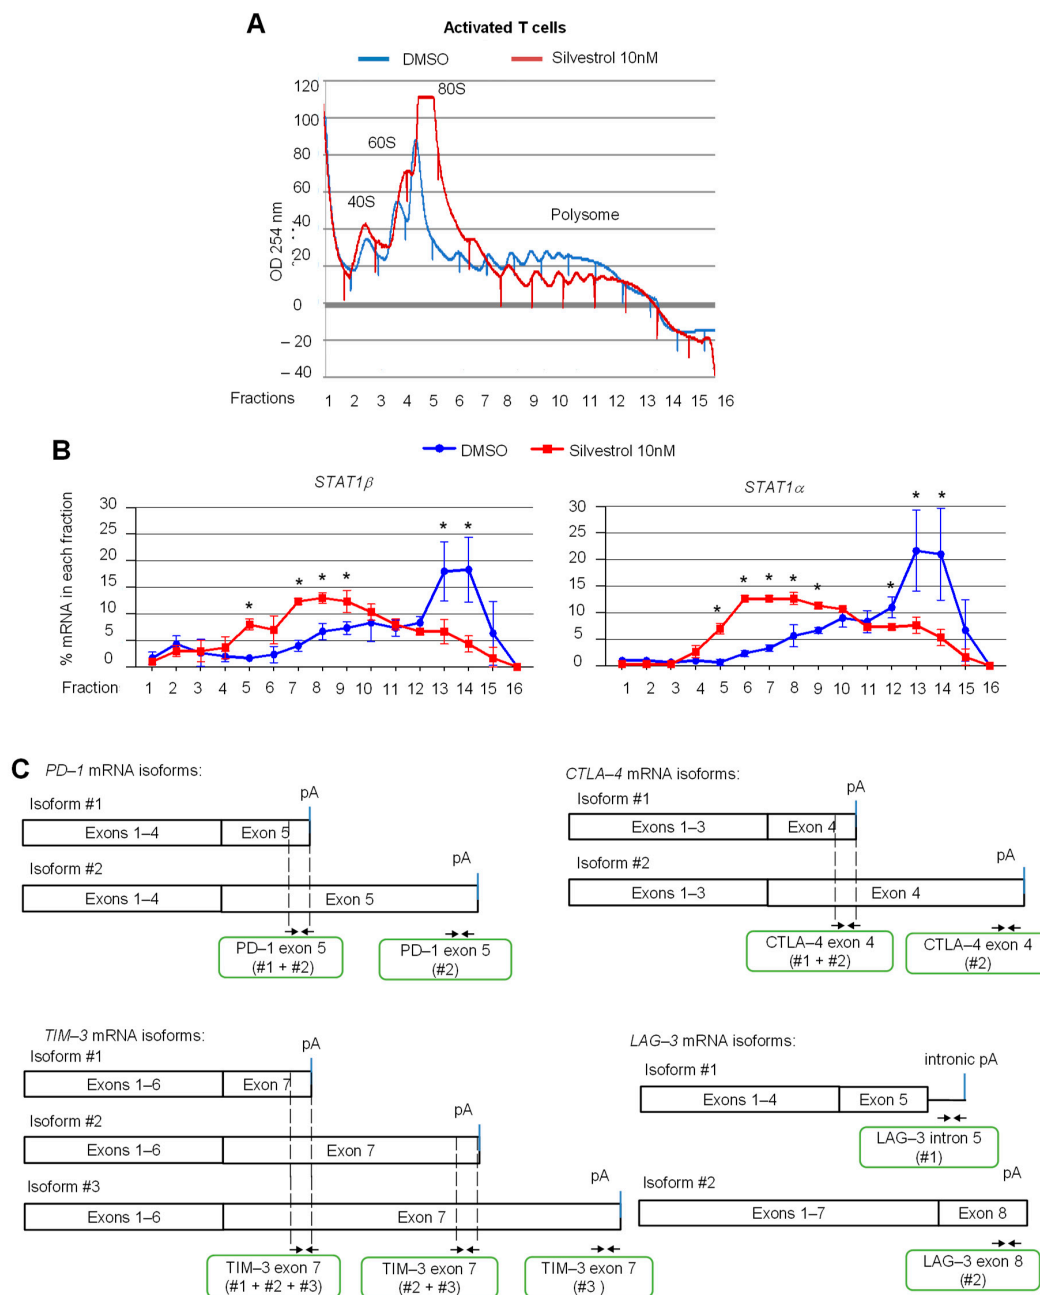 A
Activated T cells
DMSO
Silvestrol 10nM
120
100
80
60
40
20
0
– 20
– 40
OD 254 nm
40S
60S
80S
Polysome
Fractions
1 2 3 4 5 6 7 8 9 10 11 12 13 14 15 16
B
DMSO
Silvestrol 10nM
STAT1β
30
25
20
15
10
5
0
% mRNA in each fraction
* * * * * *
Fraction
1 2 3 4 5 6 7 8 9 10 11 12 13 14 15 16
STAT1α
30
25
20
15
10
5
0
* * * * * * * *
1 2 3 4 5 6 7 8 9 10 11 12 13 14 15 16
C
PD–1 mRNA isoforms:
Isoform #1
pA
Exons 1–4 Exon 5
Isoform #2
pA
Exons 1–4 Exon 5
PD–1 exon 5
(#1 + #2)
PD–1 exon 5
(#2)
CTLA–4 mRNA isoforms:
Isoform #1
pA
Exons 1–3 Exon 4
Isoform #2
pA
Exons 1–3 Exon 4
CTLA–4 exon 4
(#1 + #2)
CTLA–4 exon 4
(#2)
TIM–3 mRNA isoforms:
Isoform #1
pA
Exons 1–6 Exon 7
Isoform #2
pA
Exons 1–6 Exon 7
Isoform #3
pA
Exons 1–6 Exon 7
TIM–3 exon 7
(#1 + #2 + #3)
TIM–3 exon 7
(#2 + #3)
TIM–3 exon 7
(#3 )
LAG–3 mRNA isoforms:
Isoform #1
intronic pA
Exons 1–4 Exon 5
LAG–3 intron 5
(#1)
Isoform #2
pA
Exons 1–7 Exon 8
LAG–3 exon 8
(#2)